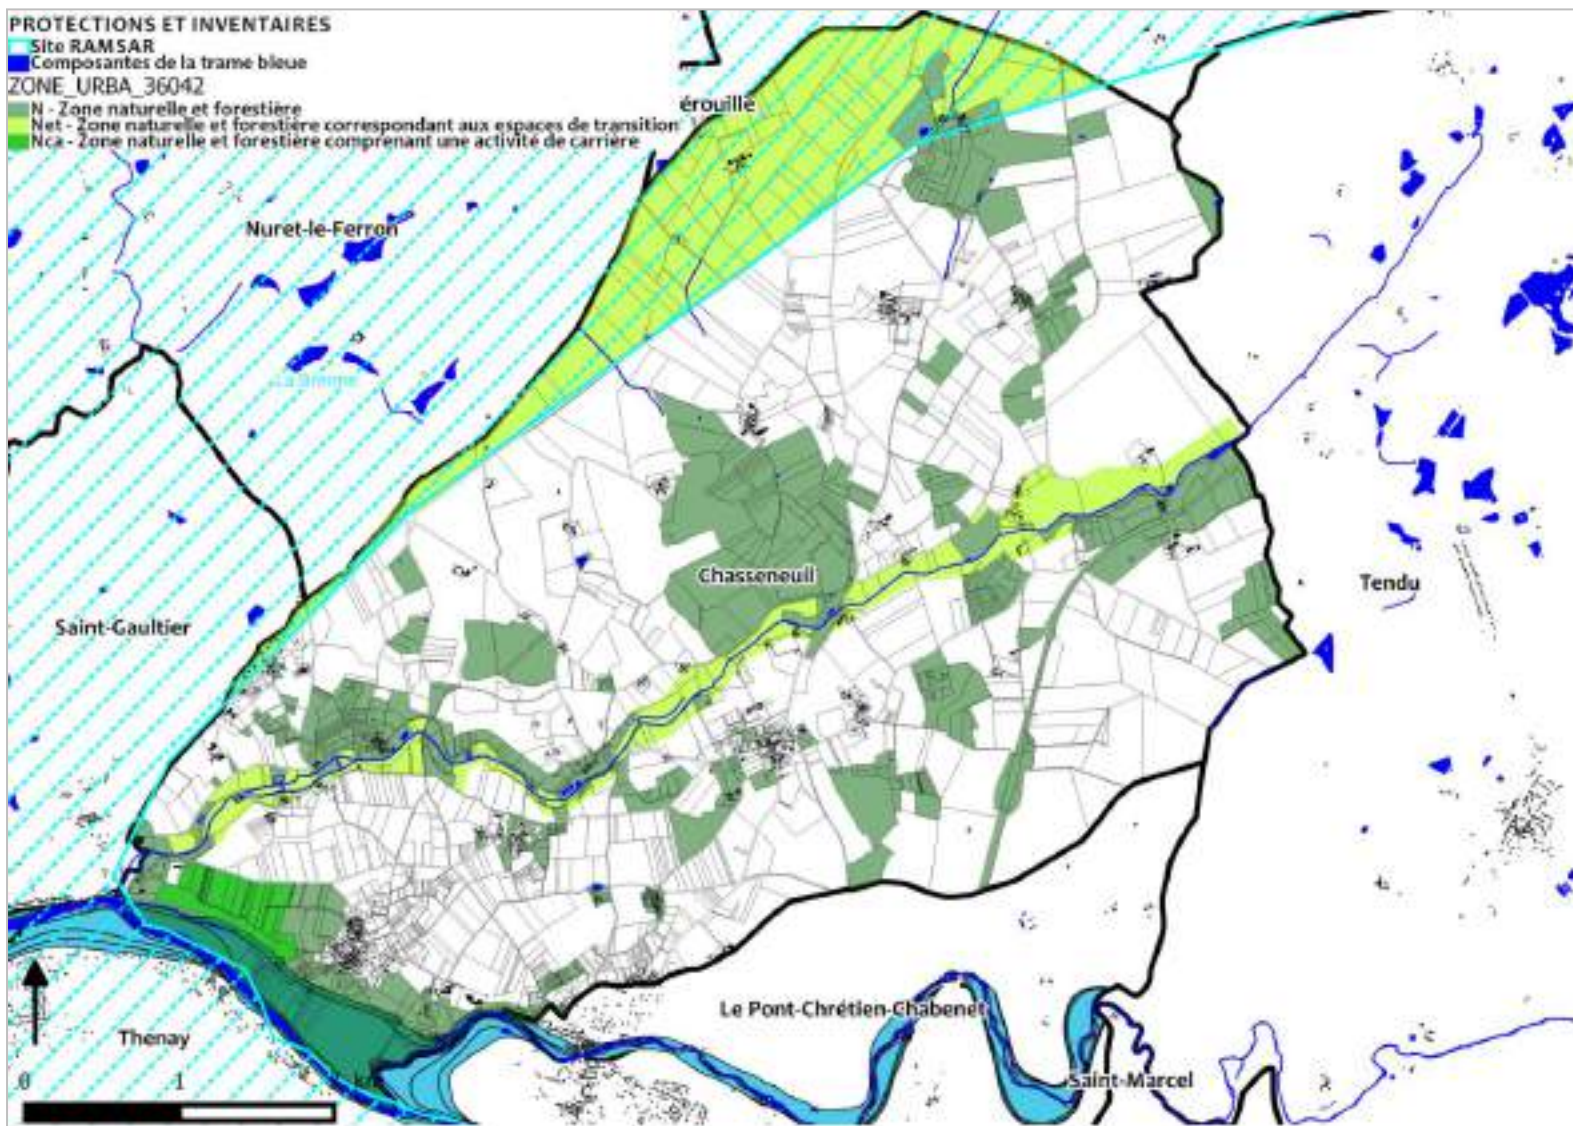 PROTECTIONS ET INVENTAIRES
Site RAMSAR
Composantes de la trame bleue
ZONE_URBA_36042
N - Zone naturelle et forestière
Net - Zone naturelle et forestière correspondant aux espaces de transition
Nca - Zone naturelle et forestière comprenant une activité de carrière
érouille
Nuret-le-Ferron
Chasseneuil
Tendu
Saint-Gaultier
Le Pont-Chrétien-Chabenet
Thenay
Saint-Marcel
0 1